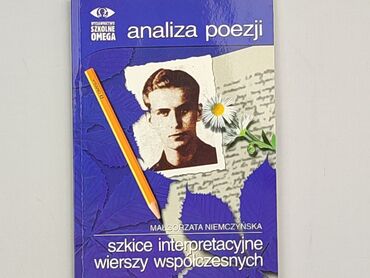 WYDAWNICTWO
SZKOLNE
OMEGA
analiza poezji
MAŁGORZATA NIEMCZYŃSKA
szkice interpretacyjne
wierszy współczesnych